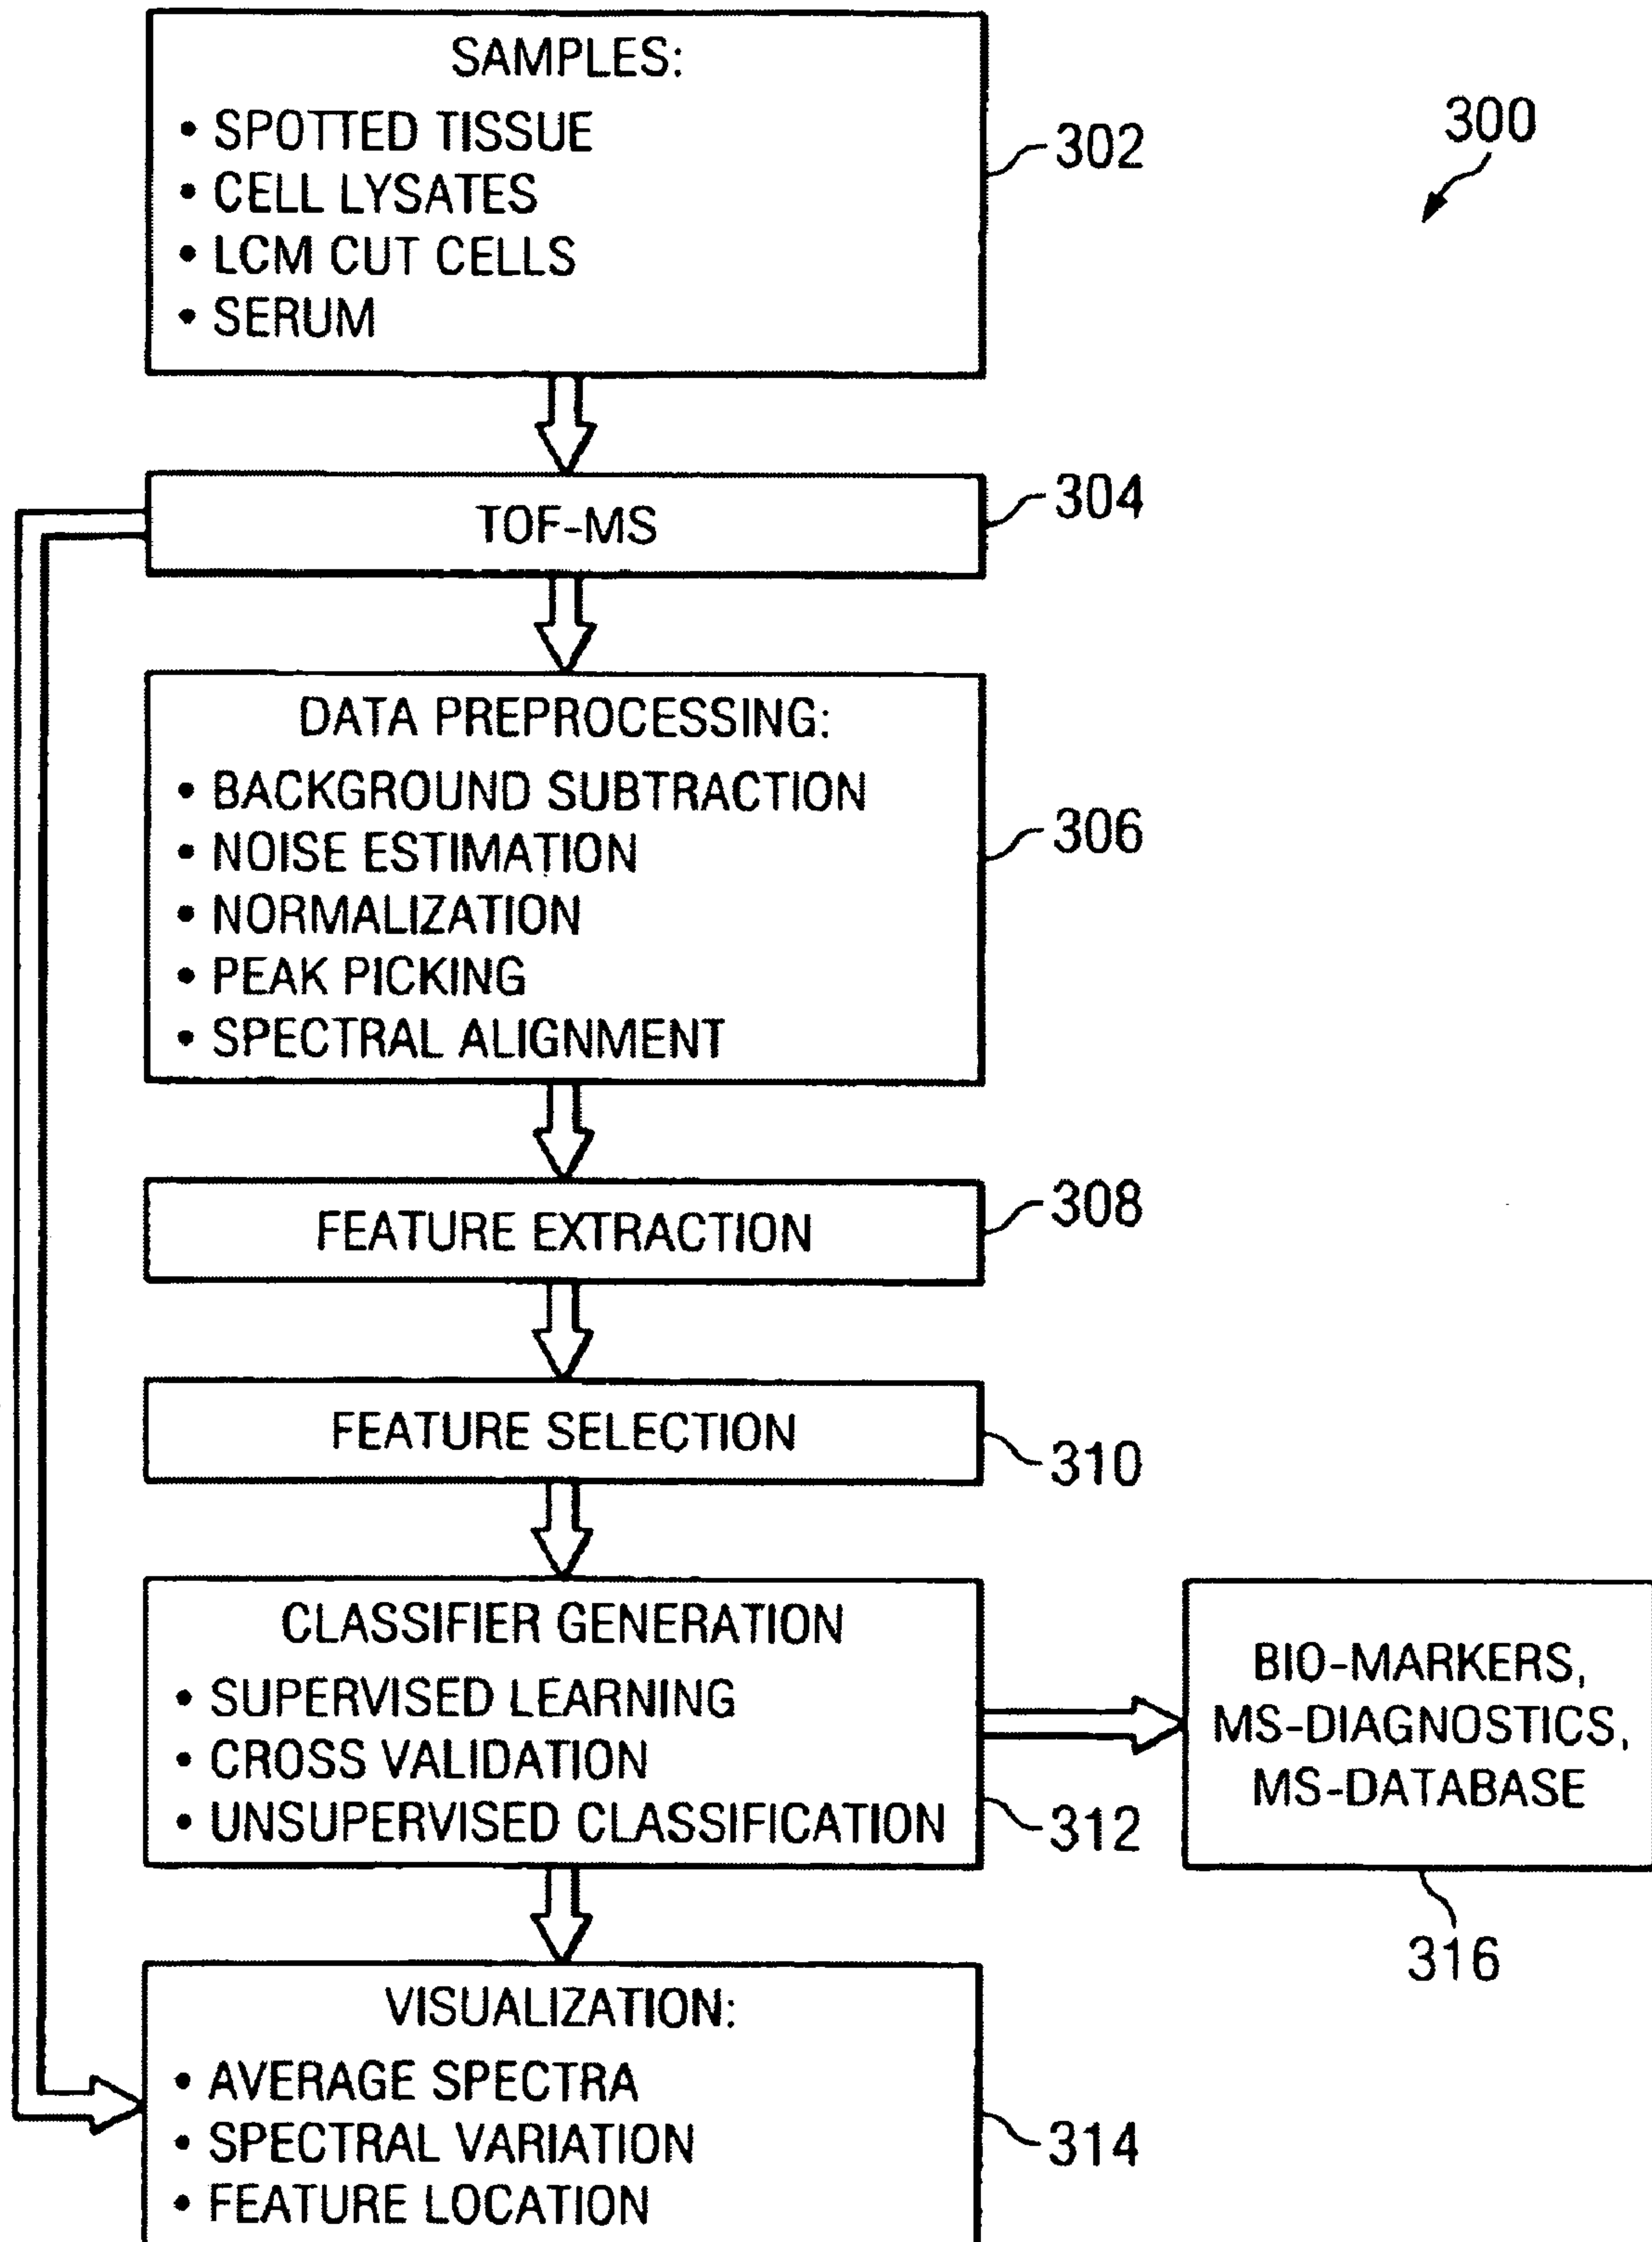 SAMPLES:
• SPOTTED TISSUE
• CELL LYSATES
• LCM CUT CELLS
• SERUM
302
300
TOF-MS
304
DATA PREPROCESSING:
• BACKGROUND SUBTRACTION
• NOISE ESTIMATION
• NORMALIZATION
• PEAK PICKING
• SPECTRAL ALIGNMENT
306
FEATURE EXTRACTION
308
FEATURE SELECTION
310
CLASSIFIER GENERATION
• SUPERVISED LEARNING
• CROSS VALIDATION
• UNSUPERVISED CLASSIFICATION
312
BIO-MARKERS,
MS-DIAGNOSTICS,
MS-DATABASE
316
VISUALIZATION:
• AVERAGE SPECTRA
• SPECTRAL VARIATION
• FEATURE LOCATION
314